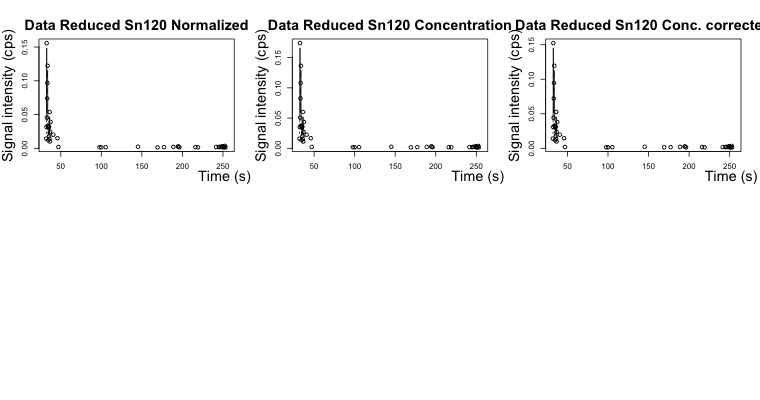 Data Reduced Sn120 Normalized
Signal intensity (cps)
0.00 0.05 0.10 0.15
50 100 150 200 250
Time (s)
Data Reduced Sn120 Concentration
Signal intensity (cps)
0.00 0.05 0.10 0.15
50 100 150 200 250
Time (s)
Data Reduced Sn120 Conc. correcte
Signal intensity (cps)
0.00 0.05 0.10 0.15
50 100 150 200 250
Time (s)